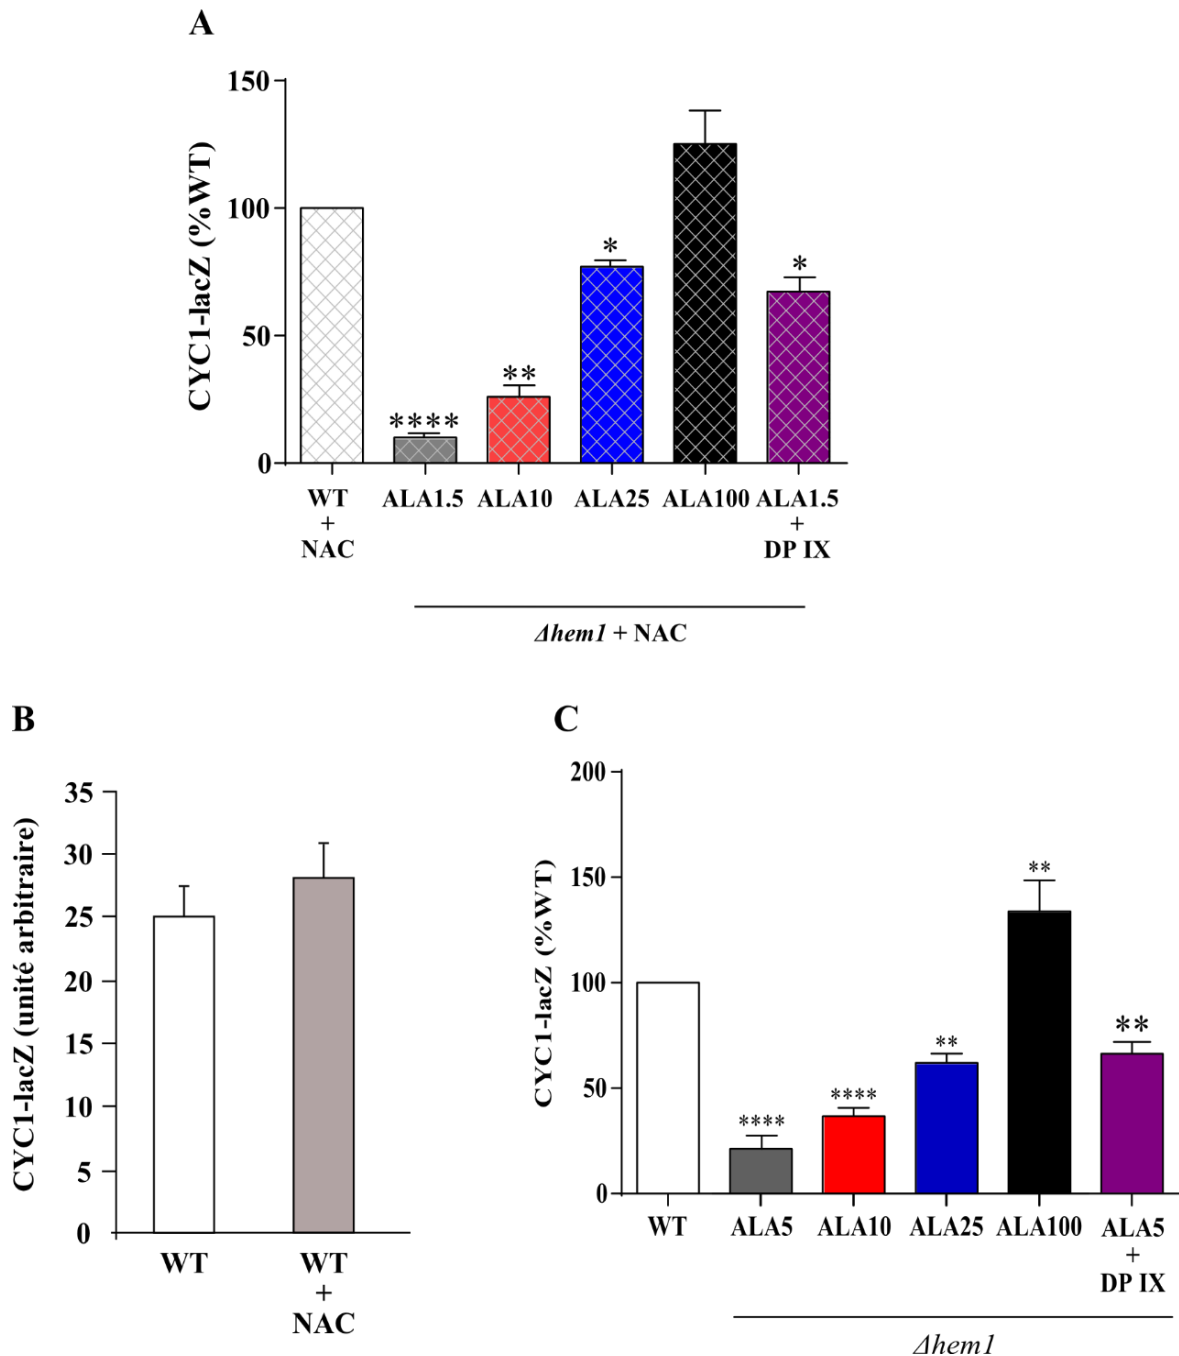 A
CYC1-lacZ (%WT)
150
100
50
0
****
**
*
*
WT
+
NAC
ALA1.5
ALA10
ALA25
ALA100
ALA1.5
+
DP IX
Δhem1 + NAC
B
CYC1-lacZ (unité arbitraire)
35
30
25
20
15
10
5
0
WT
WT
+
NAC
C
CYC1-lacZ (%WT)
200
150
100
50
0
****
****
**
**
**
WT
ALA5
ALA10
ALA25
ALA100
ALA5
+
DP IX
Δhem1